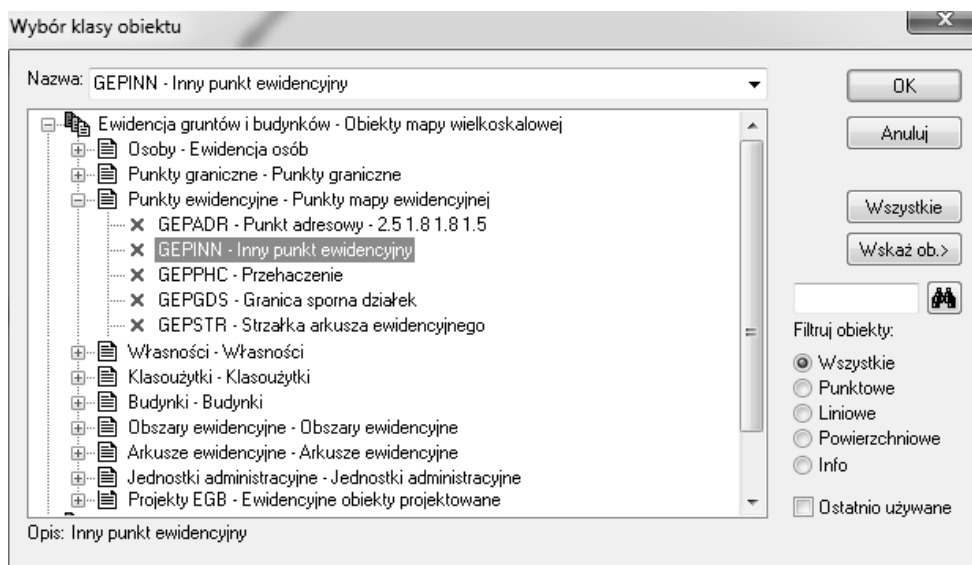 Wybór klasy obiektu
x
Nazwa: GEPINN - Inny punkt ewidencyjny
OK
Ewidencja gruntów i budynków - Obiekty mapy wielkoskalowej
Anuluj
Osoby - Ewidencja osób
Punkty graniczne - Punkty graniczne
Punkty ewidencyjne - Punkty mapy ewidencyjnej
Wszystkie
GEPADR - Punkt adresowy - 2.5 1.8 1.8 1.5
GEPINN - Inny punkt ewidencyjny
Wskaż ob.>
GEPPHC - Przehaczenie
GEPGDS - Granica sporna działek
GEPSTR - Strzałka arkusza ewidencyjnego
Filtruj obiekty:
Własności - Własności
Wszystkie
Klasoużytki - Klasoużytki
Punktowe
Budynki - Budynki
Liniowe
Obszary ewidencyjne - Obszary ewidencyjne
Powierzchniowe
Arkusze ewidencyjne - Arkusze ewidencyjne
Info
Jednostki administracyjne - Jednostki administracyjne
Projekty EGB - Ewidencyjne obiekty projektowane
Ostatnio używane
Opis: Inny punkt ewidencyjny